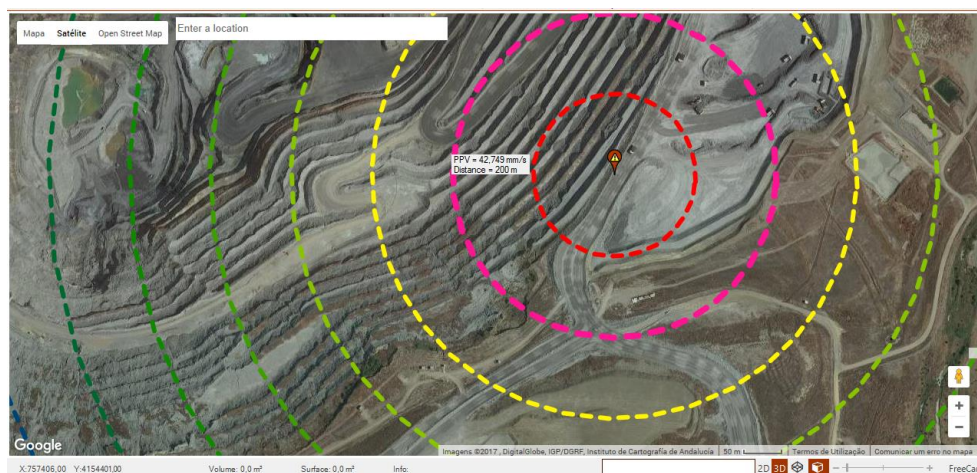 Mapa Satélite Open Street Map Enter a location
PPV = 42,749 mm/s
Distance = 200 m
Google
Imagens ©2017 , DigitalGlobe, IGP/DGRF, Instituto de Cartografía de Andalucía 50 m Termos de Utilização Comunicar um erro no mapa
X:757406,00 Y:4154401,00 Volume: 0,0 m³ Surface: 0,0 m² Info: 2D 3D FreeCa